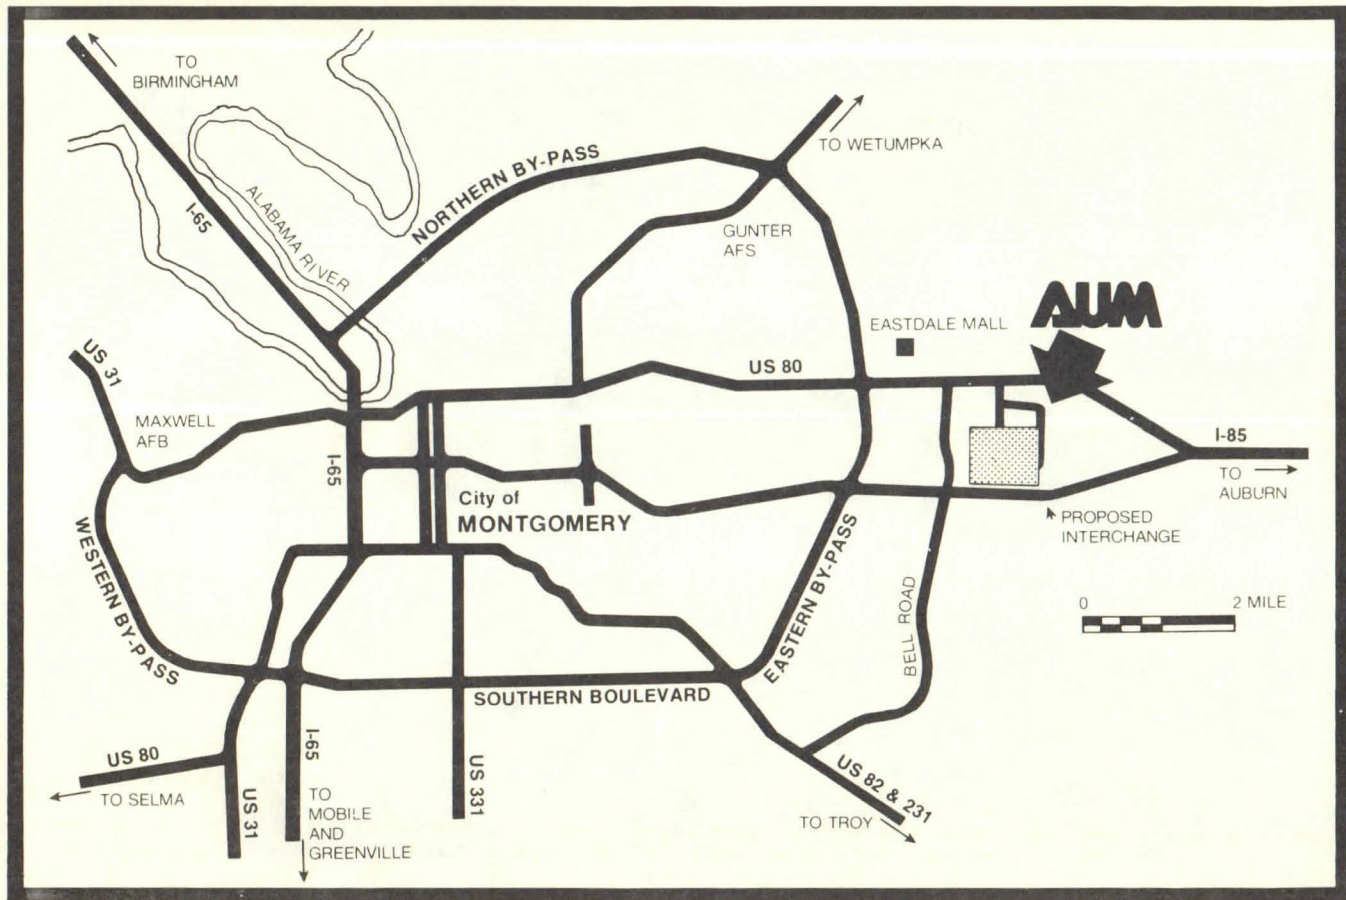 TO
BIRMINGHAM
I-65
ALABAMA RIVER
NORTHERN BY-PASS
TO WETUMPKA
GUNTER
AFS
AUM
EASTDALE MALL
US 80
US 31
MAXWELL
AFB
I-65
City of
MONTGOMERY
I-85
TO
AUBURN
PROPOSED
INTERCHANGE
WESTERN BY-PASS
EASTERN BY-PASS
BELL ROAD
0 2 MILE
SOUTHERN BOULEVARD
US 80
TO SELMA
US 31
I-65
TO
MOBILE
AND
GREENVILLE
US 331
US 82 & 231
TO TROY